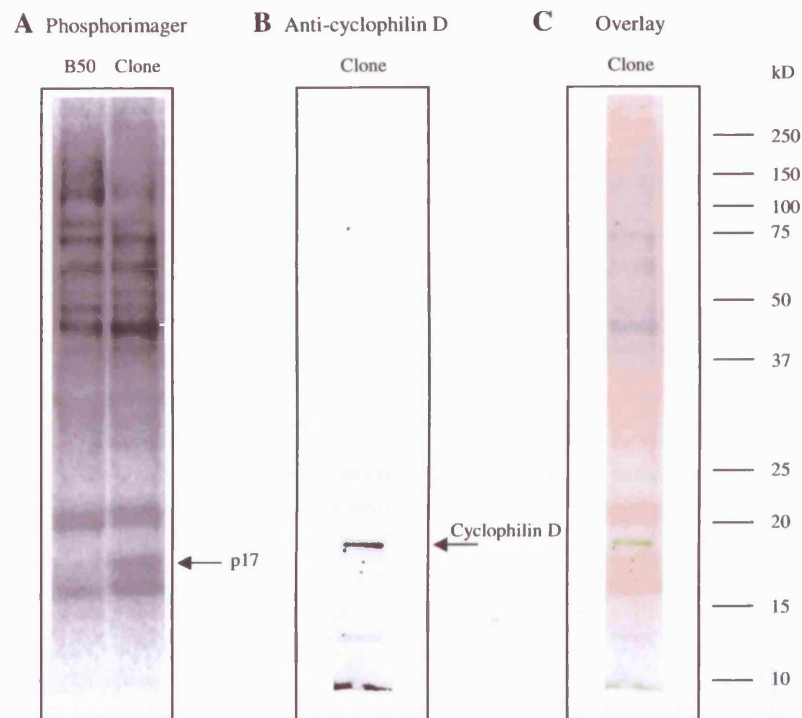 A Phosphorimager
B50 Clone
p17
B Anti-cyclophilin D
Clone
Cyclophilin D
C Overlay
Clone
kD
250
150
100
75
50
37
25
20
15
10